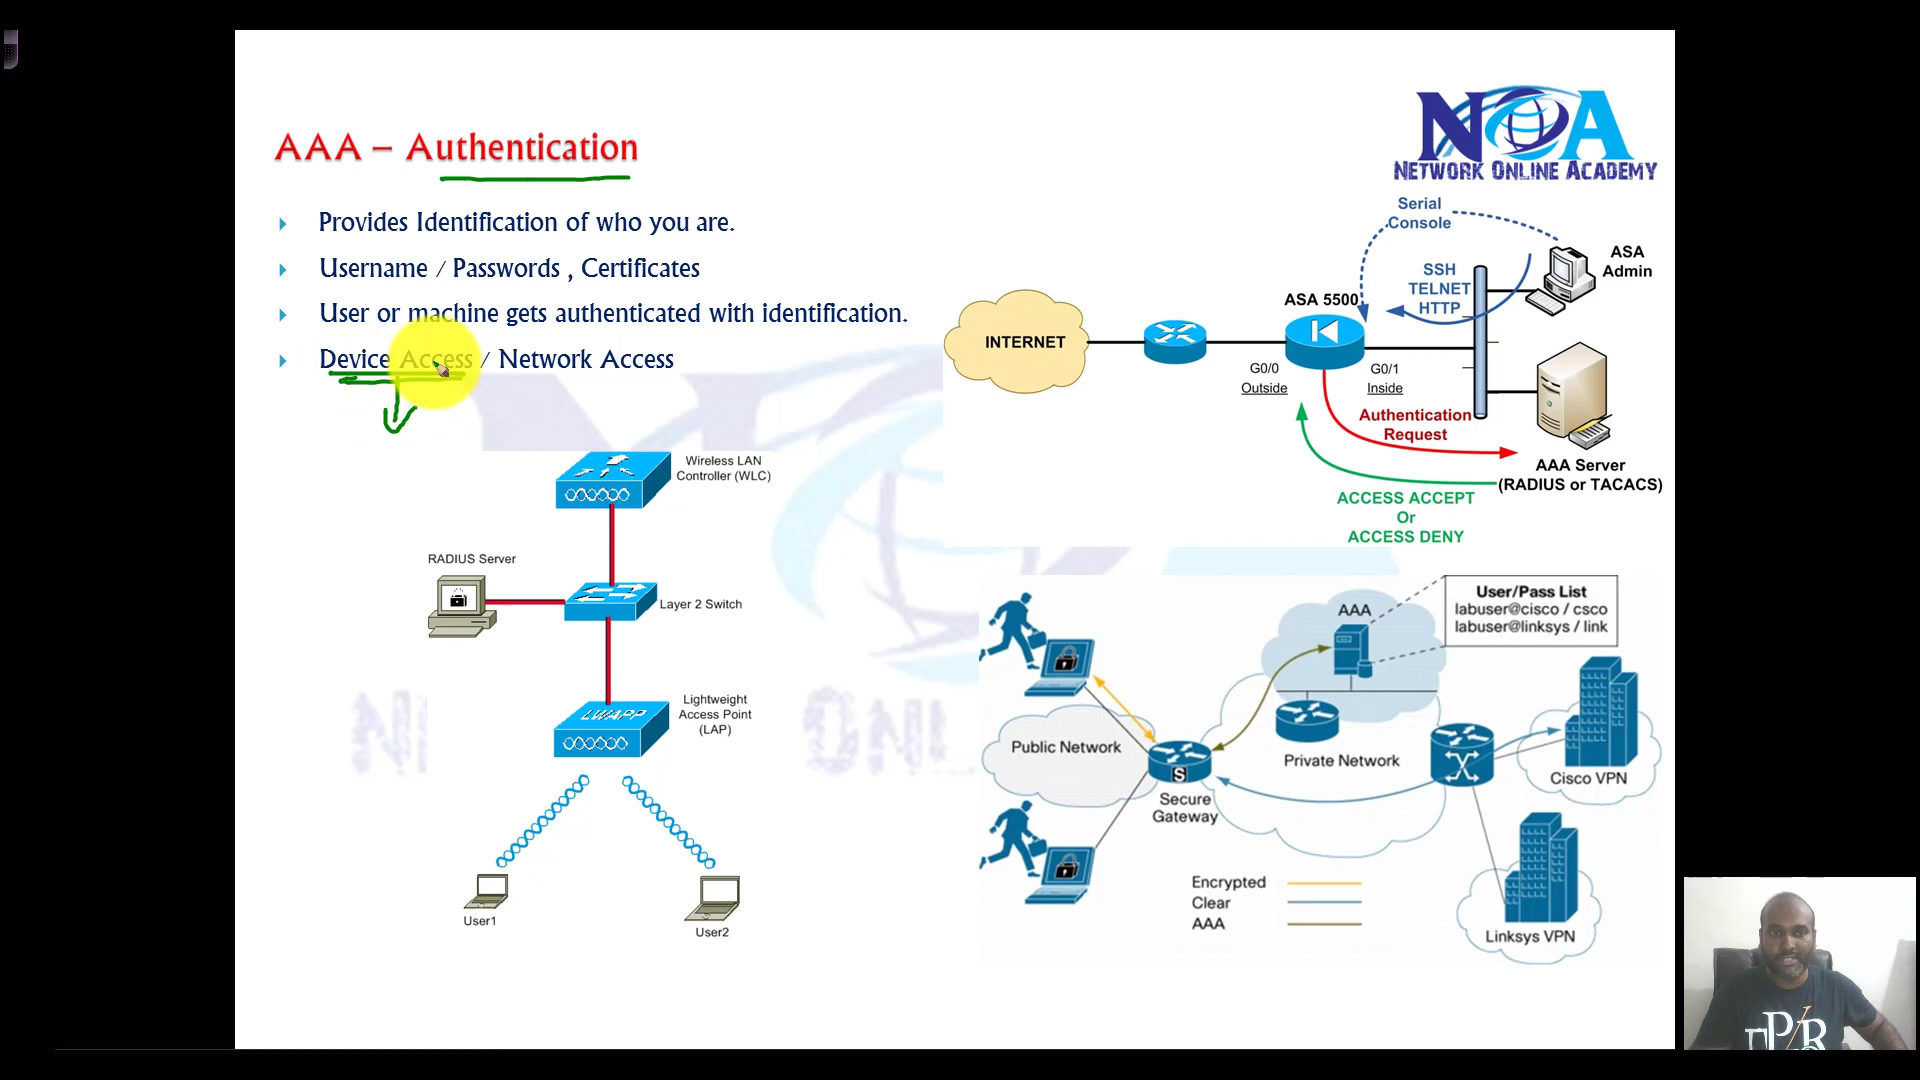 NOA
NETWORK ONLINE ACADEMY
AAA – Authentication
Provides Identification of who you are.
Username / Passwords , Certificates
User or machine gets authenticated with identification.
Device Access / Network Access
Serial
Console
ASA
Admin
SSH
TELNET
HTTP
ASA 5500
INTERNET
G0/0
Outside
G0/1
Inside
Authentication
Request
AAA Server
(RADIUS or TACACS)
ACCESS ACCEPT
Or
ACCESS DENY
Wireless LAN
Controller (WLC)
RADIUS Server
Layer 2 Switch
Lightweight
Access Point
(LAP)
LWAPP
User1
User2
AAA
User/Pass List
labuser@cisco / csco
labuser@linksys / link
Public Network
Private Network
S
Secure
Gateway
Cisco VPN
Linksys VPN
Encrypted
Clear
AAA